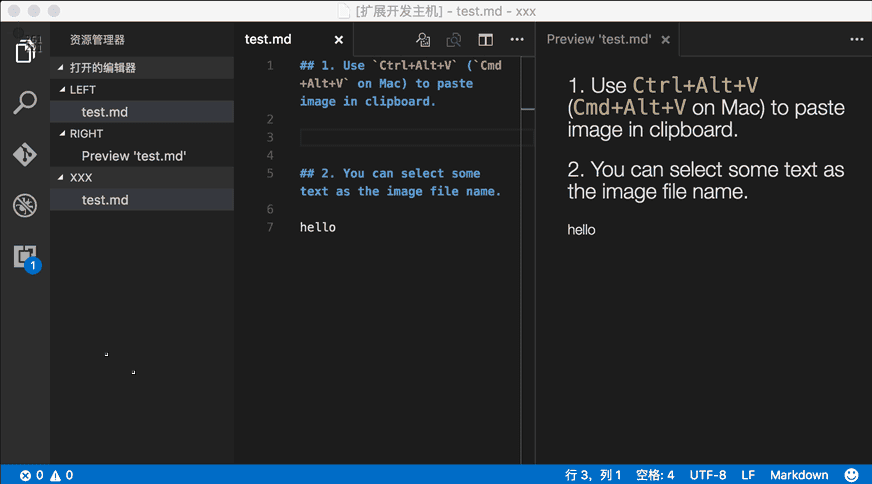 [扩展开发主机] - test.md - xxx
资源管理器
打开的编辑器
LEFT
test.md
RIGHT
Preview 'test.md'
XXX
test.md
1
test.md
1 ## 1. Use `Ctrl+Alt+V` (`Cmd
+Alt+V` on Mac) to paste
image in clipboard.
2
3
4
5 ## 2. You can select some
text as the image file name.
6
7 hello
Preview 'test.md'
1. Use Ctrl+Alt+V
(Cmd+Alt+V on Mac) to paste
image in clipboard.
2. You can select some text as
the image file name.
hello
0 0
行 3，列 1 空格: 4 UTF-8 LF Markdown